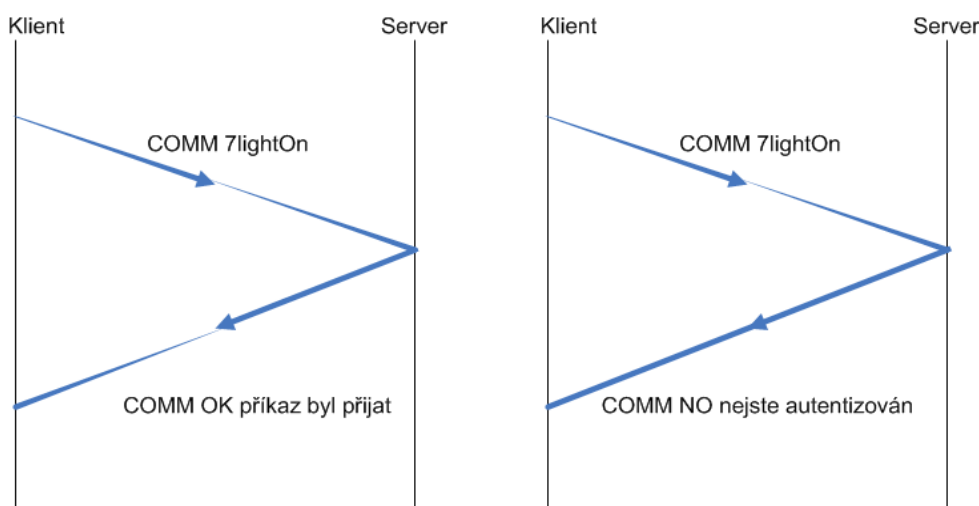 Klient
Server
COMM 7lightOn
COMM OK příkaz byl přijat
Klient
Server
COMM 7lightOn
COMM NO nejste autentizován